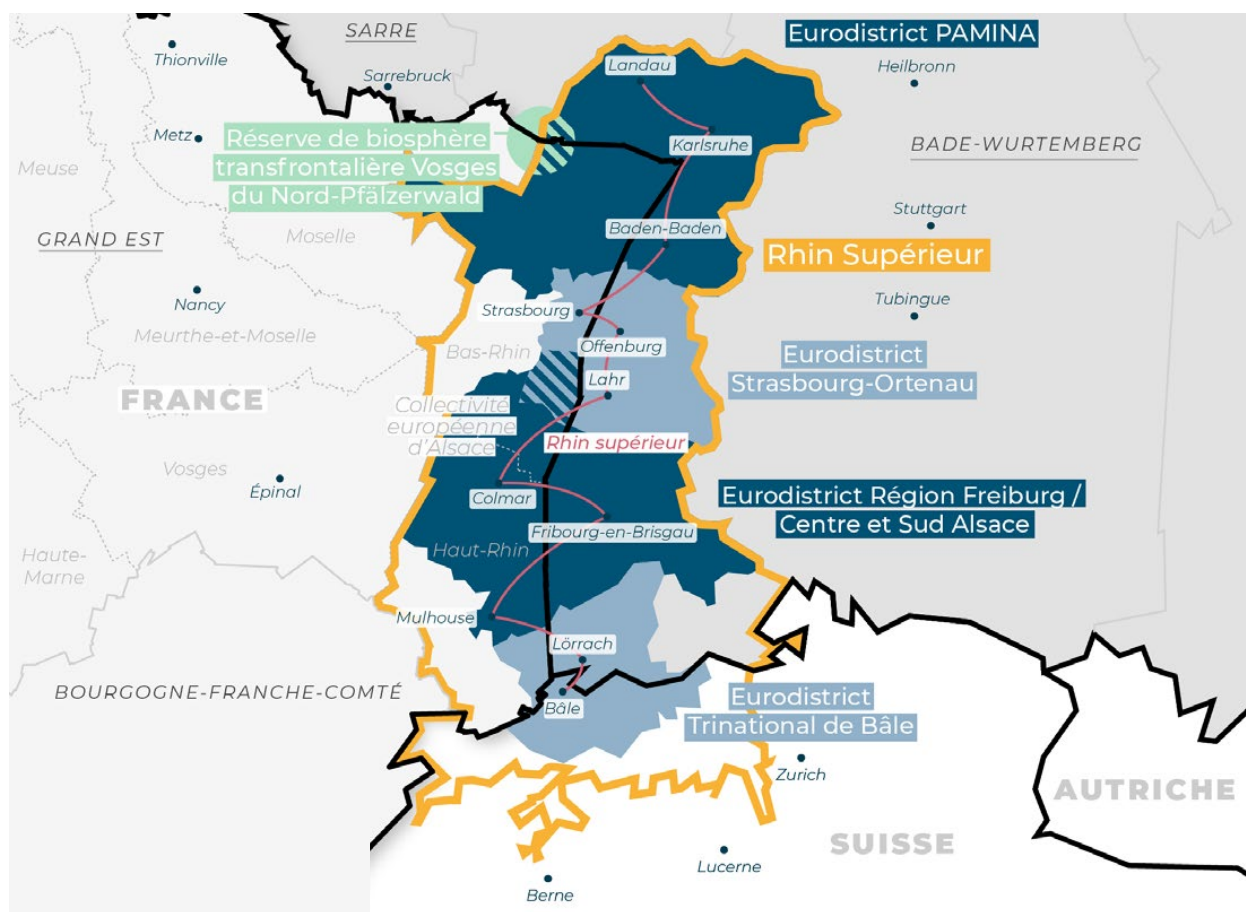 SARRE
Eurodistrict PAMINA
Thionville
Landau
Heilbronn
Sarrebruck
Réserve de biosphère
transfrontalière Vosges
du Nord-Pfälzerwald
Metz
Karlsruhe
BADE-WURTEMBERG
Meuse
Stuttgart
GRAND EST
Moselle
Baden-Baden
Rhin Supérieur
Nancy
Strasbourg
Tubingue
Meurthe-et-Moselle
Bas-Rhin
Offenburg
Eurodistrict
Strasbourg-Ortenau
Lahr
FRANCE
Collectivité
européenne
d'Alsace
Rhin supérieur
Vosges
Épinal
Colmar
Eurodistrict Région Freiburg /
Centre et Sud Alsace
Fribourg-en-Brisgau
Haut-Rhin
Haute-
Marne
Mulhouse
Lörrach
BOURGOGNE-FRANCHE-COMTÉ
Bâle
Eurodistrict
Trinational de Bâle
Zurich
AUTRICHE
SUISSE
Lucerne
Berne